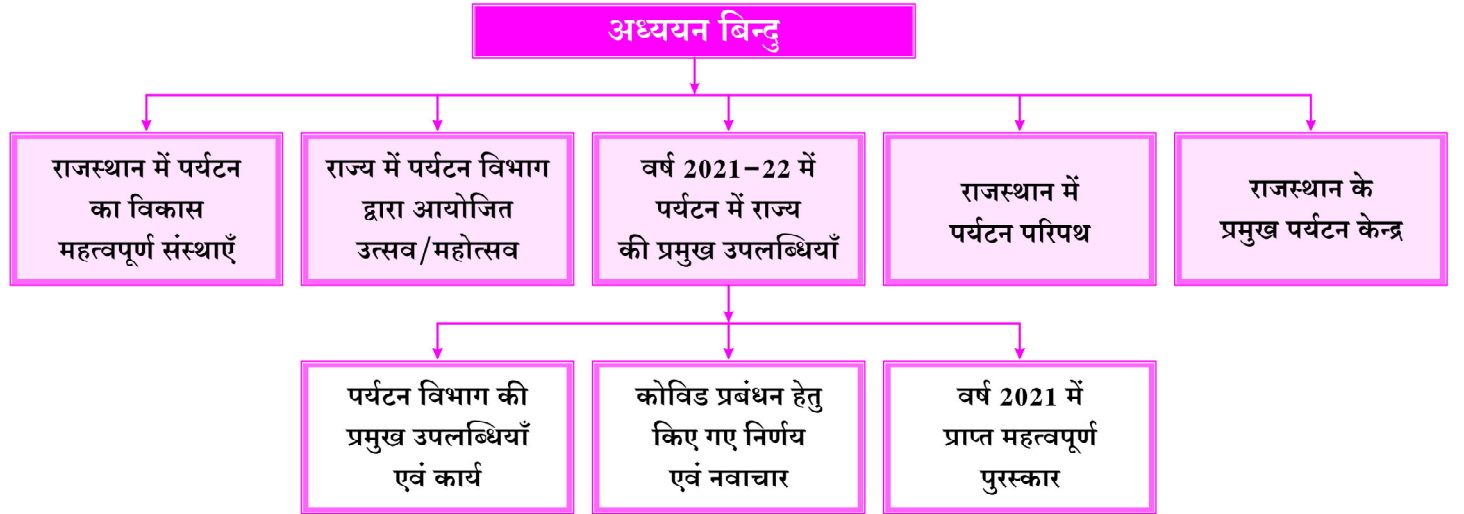 अध्ययन बिन्दु
राजस्थान में पर्यटन
का विकास
महत्वपूर्ण संस्थाएँ
राज्य में पर्यटन विभाग
द्वारा आयोजित
उत्सव/महोत्सव
वर्ष 2021-22 में
पर्यटन में राज्य
की प्रमुख उपलब्धियाँ
राजस्थान में
पर्यटन परिपथ
राजस्थान के
प्रमुख पर्यटन केन्द्र
पर्यटन विभाग की
प्रमुख उपलब्धियाँ
एवं कार्य
कोविड प्रबंधन हेतु
किए गए निर्णय
एवं नवाचार
वर्ष 2021 में
प्राप्त महत्वपूर्ण
पुरस्कार